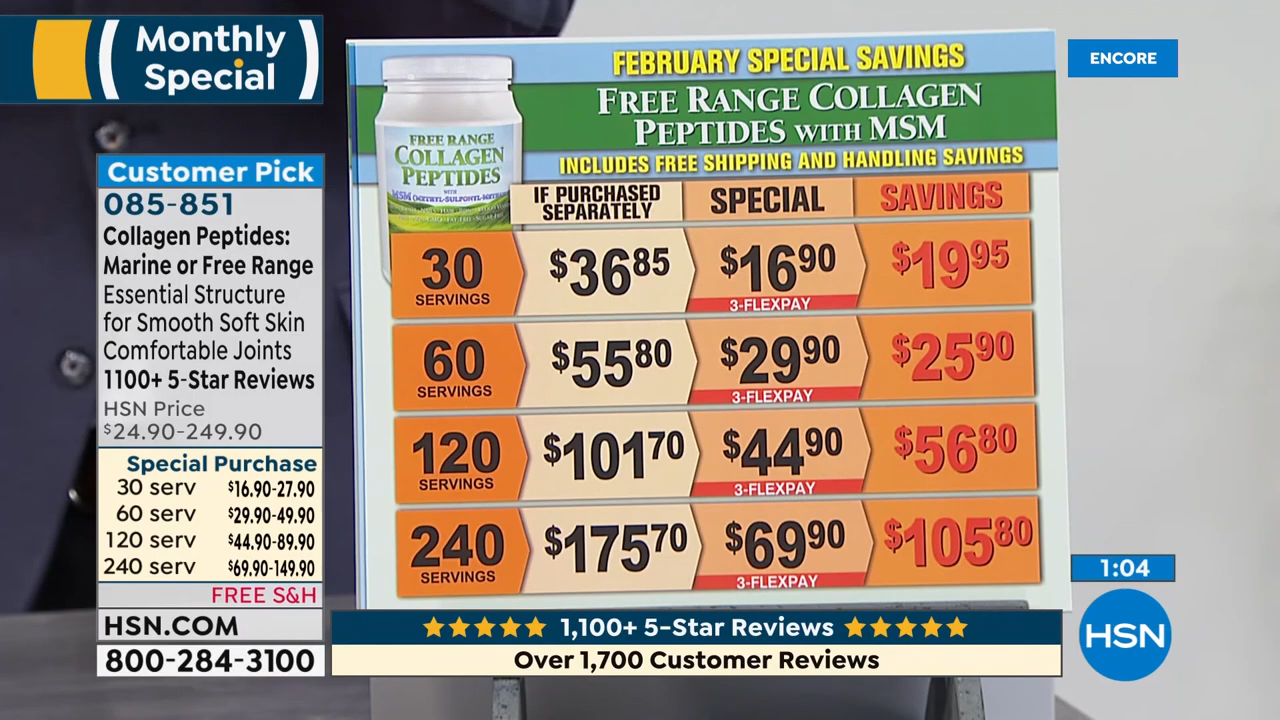 Monthly
Special
ENCORE
Customer Pick
085-851
Collagen Peptides:
Marine or Free Range
Essential Structure
for Smooth Soft Skin
Comfortable Joints
1100+ 5-Star Reviews
HSN Price
$24.90-249.90
Special Purchase
30 serv $16.90-27.90
60 serv $29.90-49.90
120 serv $44.90-89.90
240 serv $69.90-149.90
FREE S&H
HSN.COM
800-284-3100
FEBRUARY SPECIAL SAVINGS
FREE RANGE COLLAGEN
PEPTIDES WITH MSM
INCLUDES FREE SHIPPING AND HANDLING SAVINGS
FREE RANGE
COLLAGEN
PEPTIDES
WITH
IF PURCHASED
SEPARATELY
SPECIAL
SAVINGS
30
SERVINGS
$3685
$1690
3-FLEXPAY
$1995
60
SERVINGS
$5580
$2990
3-FLEXPAY
$2590
120
SERVINGS
$10170
$4490
3-FLEXPAY
$5680
240
SERVINGS
$17570
$6990
3-FLEXPAY
$10580
1:04
HSN
1,100+ 5-Star Reviews
Over 1,700 Customer Reviews